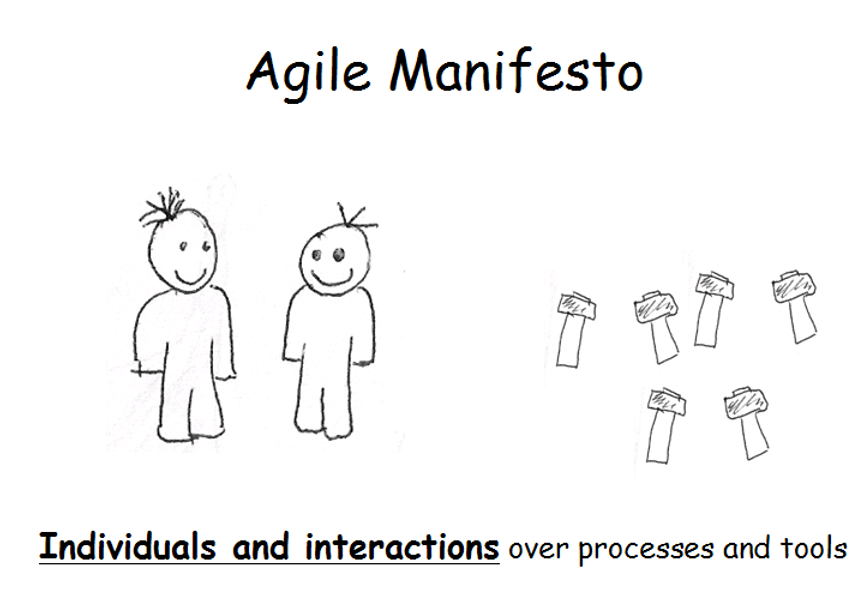 Agile Manifesto
Individuals and interactions over processes and tools